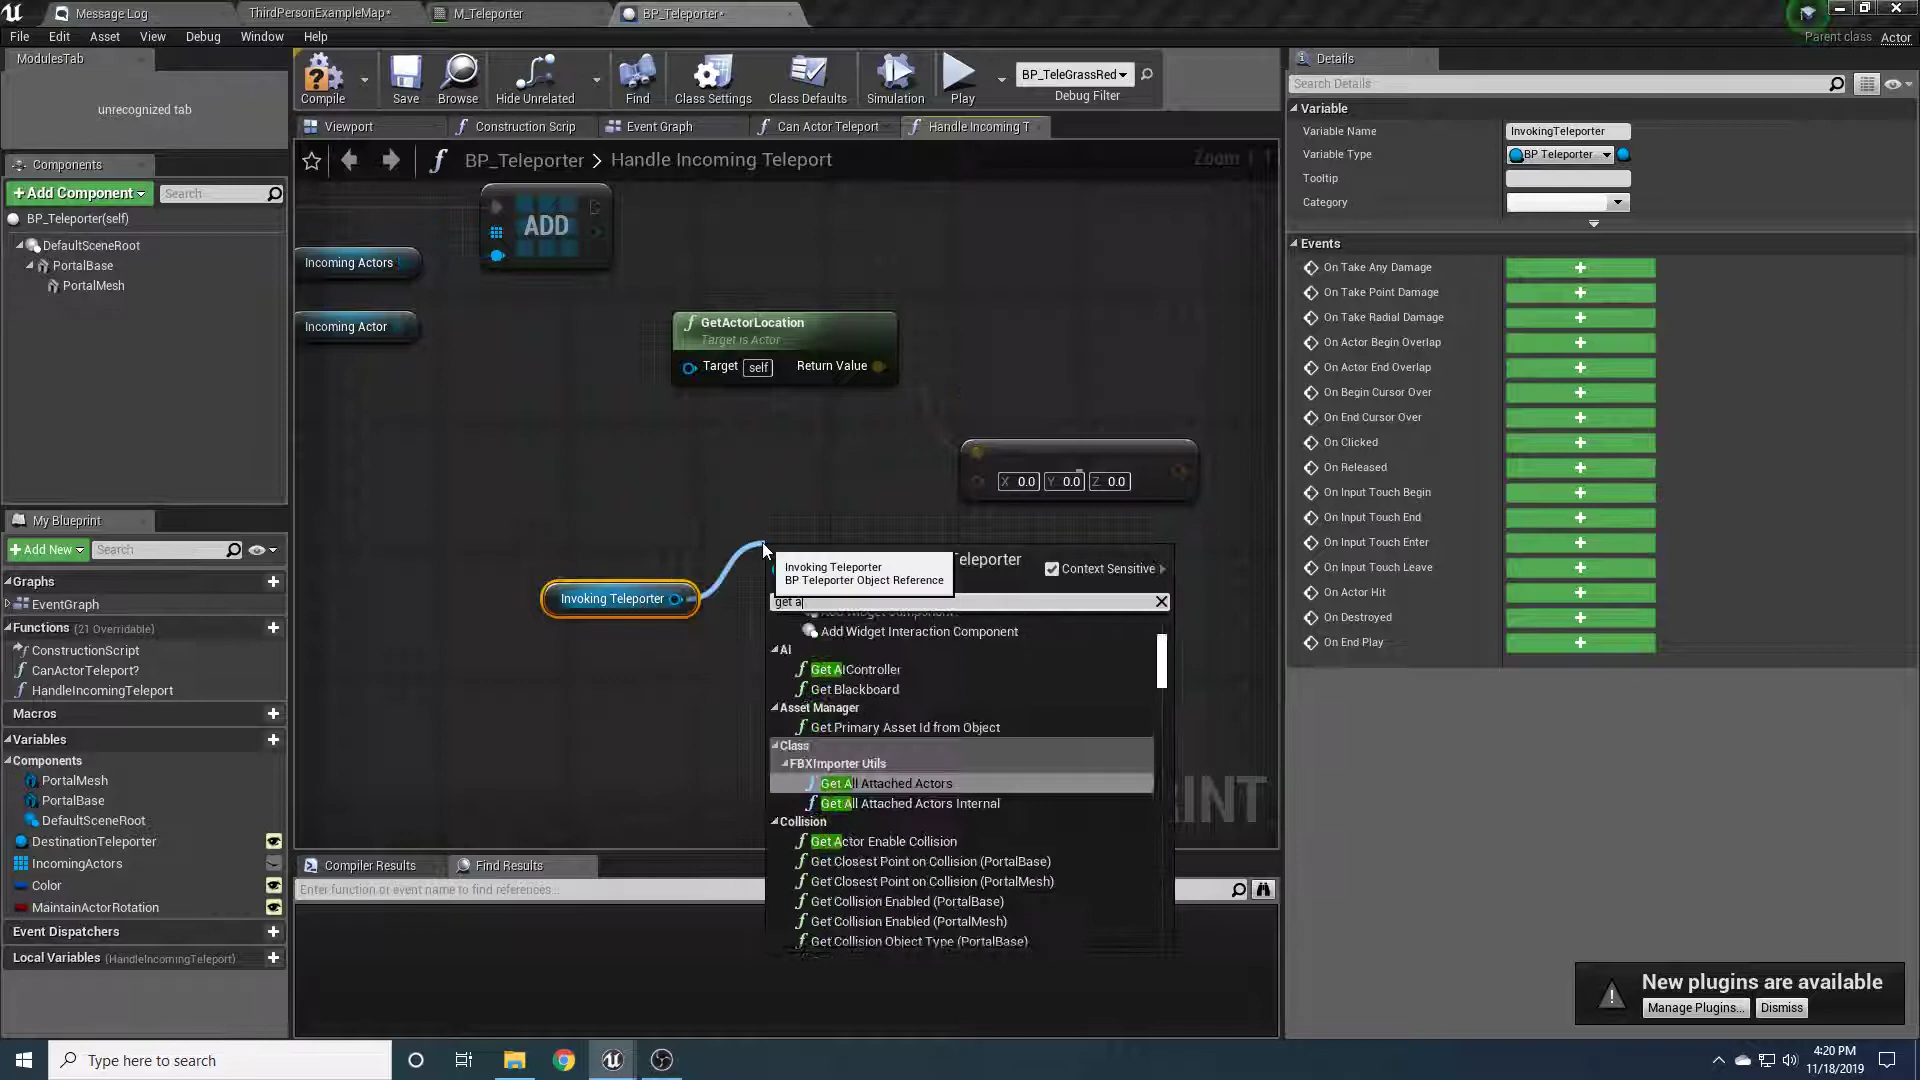 Message Log
ThirdPersonExampleMap*
M_Teleporter
BP_Teleporter*
File Edit Asset View Debug Window Help
Parent class: Actor
ModulesTab
unrecognized tab
Compile
Save
Browse
Hide Unrelated
Find
Class Settings
Class Defaults
Simulation
Play
BP_TeleGrassRed
Debug Filter
Viewport
Construction Scrip
Event Graph
Can Actor Teleport
Handle Incoming T
BP_Teleporter > Handle Incoming Teleport
Zoom
Components
+Add Component
Search
BP_Teleporter(self)
DefaultSceneRoot
PortalBase
PortalMesh
ADD
Incoming Actors
Incoming Actor
GetActorLocation
Target is Actor
Target self
Return Value
X 0.0 Y 0.0 Z 0.0
Invoking Teleporter
Invoking Teleporter
BP Teleporter Object Reference
Teleporter
Context Sensitive
get a
Add Widget Interaction Component
AI
Get AIController
Get Blackboard
Asset Manager
Get Primary Asset Id from Object
Class
FBXImporter Utils
Get All Attached Actors
Get All Attached Actors Internal
Collision
Get Actor Enable Collision
Get Closest Point on Collision (PortalBase)
Get Closest Point on Collision (PortalMesh)
Get Collision Enabled (PortalBase)
Get Collision Enabled (PortalMesh)
Get Collision Object Type (PortalBase)
INT
My Blueprint
+Add New
Search
Graphs
EventGraph
Functions (21 Overridable)
ConstructionScript
CanActorTeleport?
HandleIncomingTeleport
Macros
Variables
Components
PortalMesh
PortalBase
DefaultSceneRoot
DestinationTeleporter
IncomingActors
Color
MaintainActorRotation
Event Dispatchers
Local Variables (HandleIncomingTeleport)
Compiler Results
Find Results
Enter function or event name to find references...
Details
Search Details
Variable
Variable Name InvokingTeleporter
Variable Type BP Teleporter
Tooltip
Category
Events
On Take Any Damage
On Take Point Damage
On Take Radial Damage
On Actor Begin Overlap
On Actor End Overlap
On Begin Cursor Over
On End Cursor Over
On Clicked
On Released
On Input Touch Begin
On Input Touch End
On Input Touch Enter
On Input Touch Leave
On Actor Hit
On Destroyed
On End Play
New plugins are available
Manage Plugins...
Dismiss
Type here to search
4:20 PM
11/18/2019